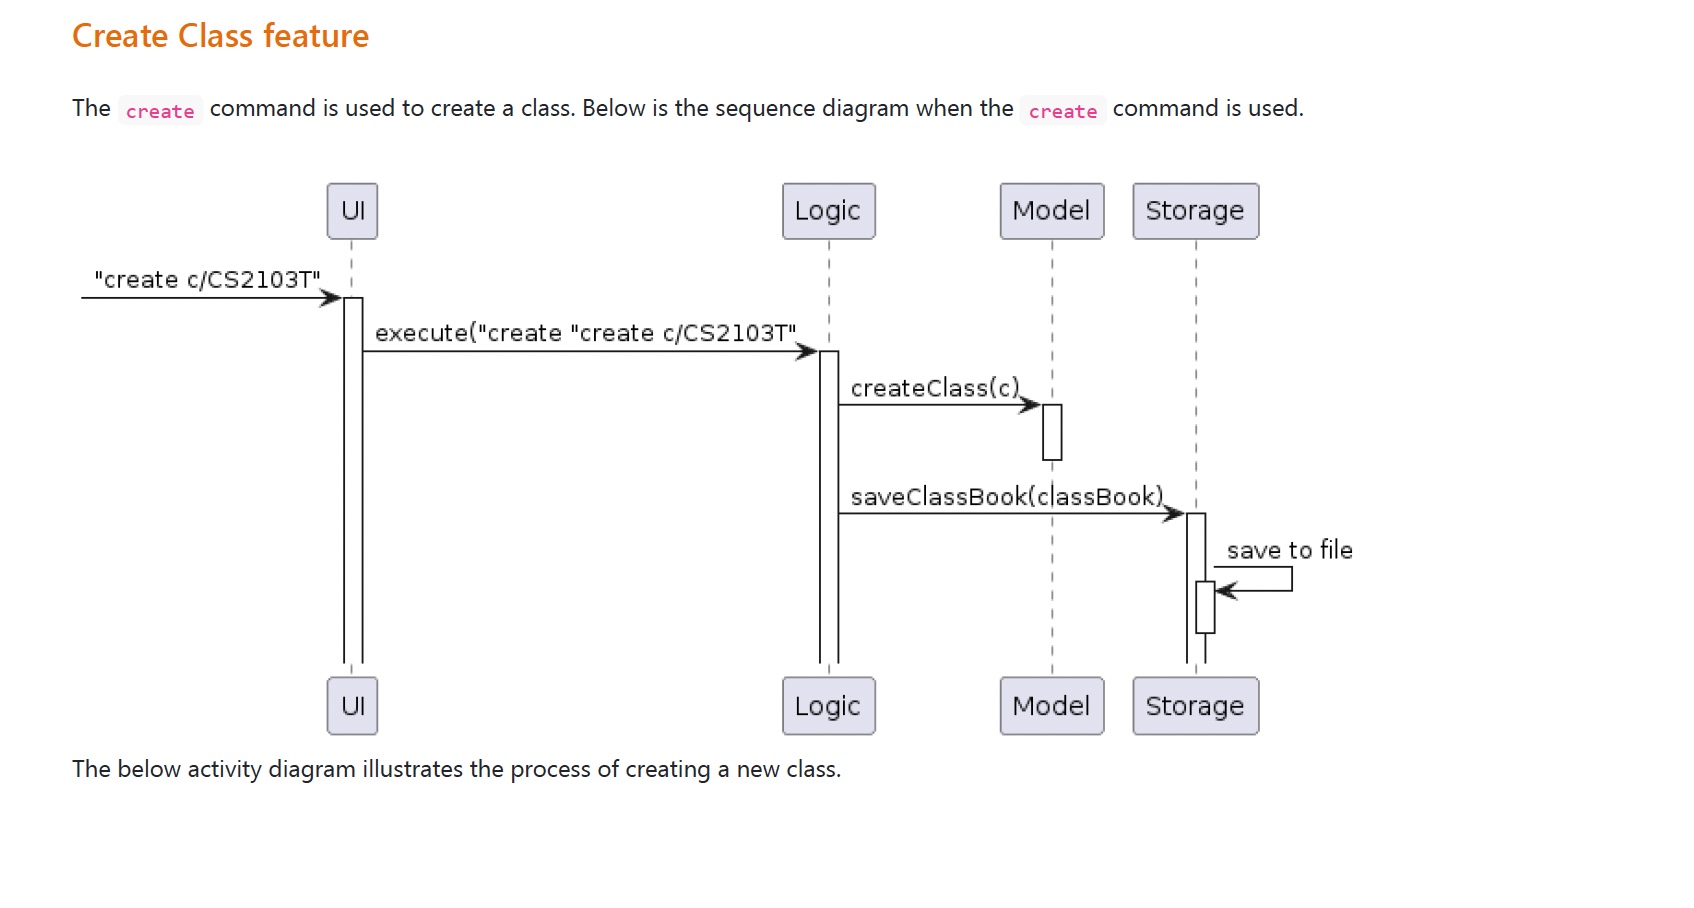 Create Class feature
The create command is used to create a class. Below is the sequence diagram when the create command is used.
UI Logic Model Storage
"create c/CS2103T"
execute("create "create c/CS2103T"
createClass(c)
saveClassBook(classBook)
save to file
UI Logic Model Storage
The below activity diagram illustrates the process of creating a new class.